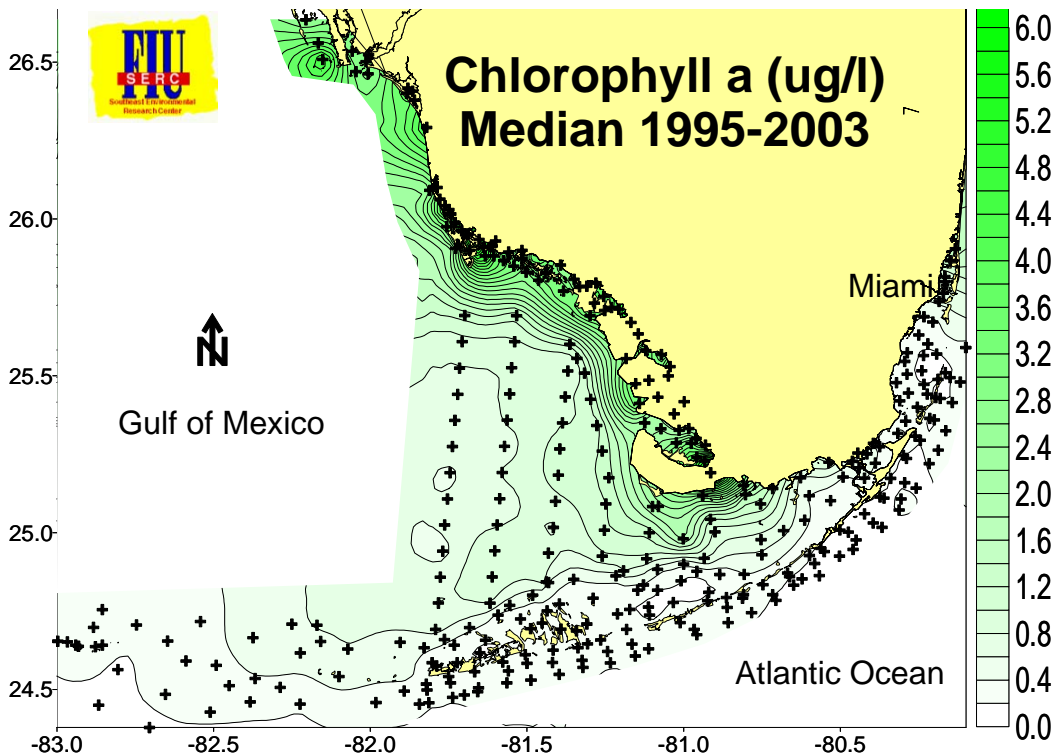 FIU
SERC
Southeast Environmental
Research Center
Chlorophyll a (ug/l)
Median 1995-2003
Miami
N
Gulf of Mexico
Atlantic Ocean
26.5
26.0
25.5
25.0
24.5
-83.0
-82.5
-82.0
-81.5
-81.0
-80.5
6.0
5.6
5.2
4.8
4.4
4.0
3.6
3.2
2.8
2.4
2.0
1.6
1.2
0.8
0.4
0.0